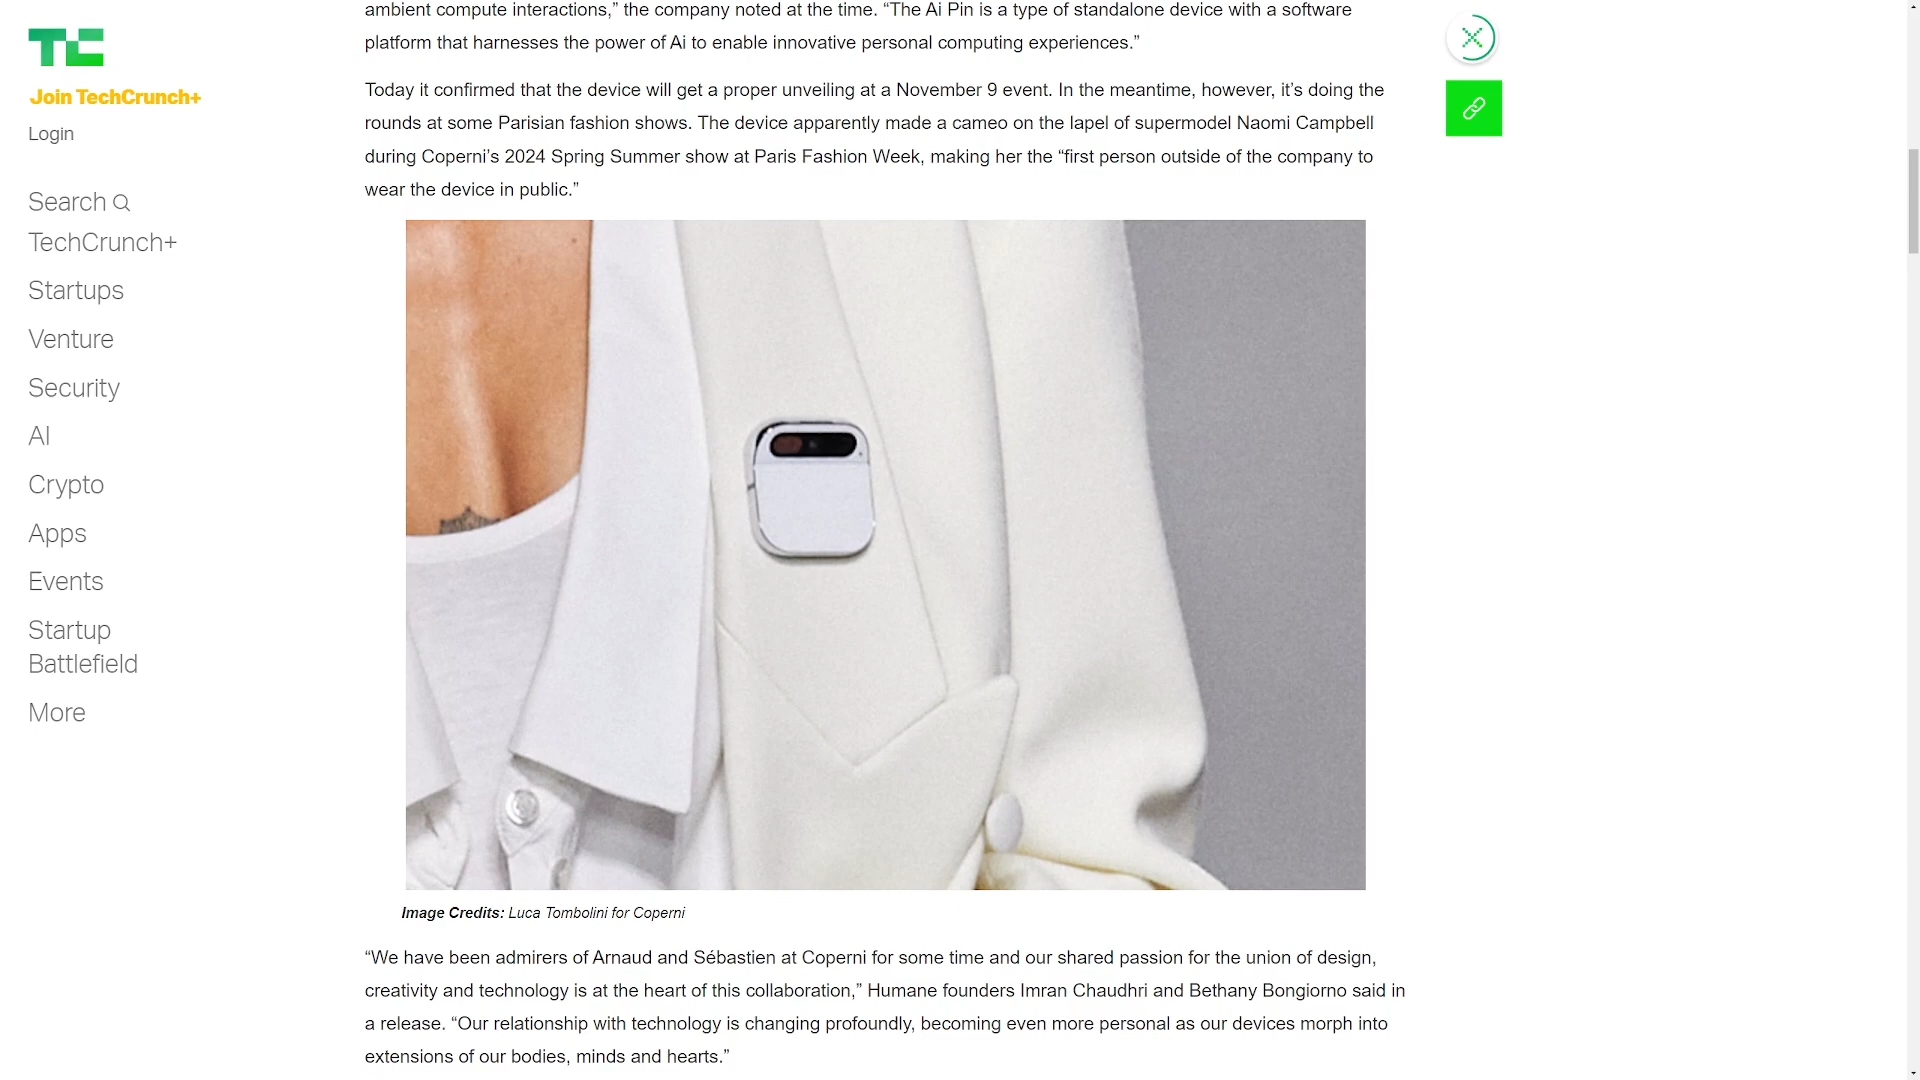 TC
Join TechCrunch+
Login
Search
TechCrunch+
Startups
Venture
Security
AI
Crypto
Apps
Events
Startup
Battlefield
More
ambient compute interactions,” the company noted at the time. “The Ai Pin is a type of standalone device with a software
platform that harnesses the power of Ai to enable innovative personal computing experiences.”
Today it confirmed that the device will get a proper unveiling at a November 9 event. In the meantime, however, it’s doing the
rounds at some Parisian fashion shows. The device apparently made a cameo on the lapel of supermodel Naomi Campbell
during Coperni’s 2024 Spring Summer show at Paris Fashion Week, making her the “first person outside of the company to
wear the device in public.”
Image Credits: Luca Tombolini for Coperni
“We have been admirers of Arnaud and Sébastien at Coperni for some time and our shared passion for the union of design,
creativity and technology is at the heart of this collaboration,” Humane founders Imran Chaudhri and Bethany Bongiorno said in
a release. “Our relationship with technology is changing profoundly, becoming even more personal as our devices morph into
extensions of our bodies, minds and hearts.”